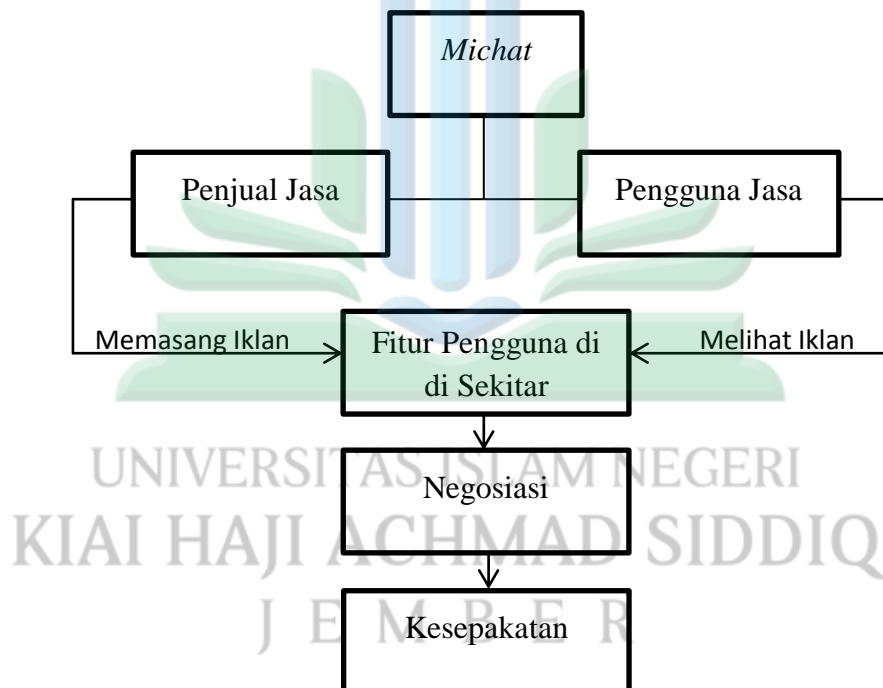 Michat
Penjual Jasa
Pengguna Jasa
Memasang Iklan
Fitur Pengguna di
di Sekitar
Melihat Iklan
Negosiasi
Kesepakatan
UNIVERSITAS ISLAM NEGERI
KIAI HAJI ACHMAD SIDDIQ
JEMBER